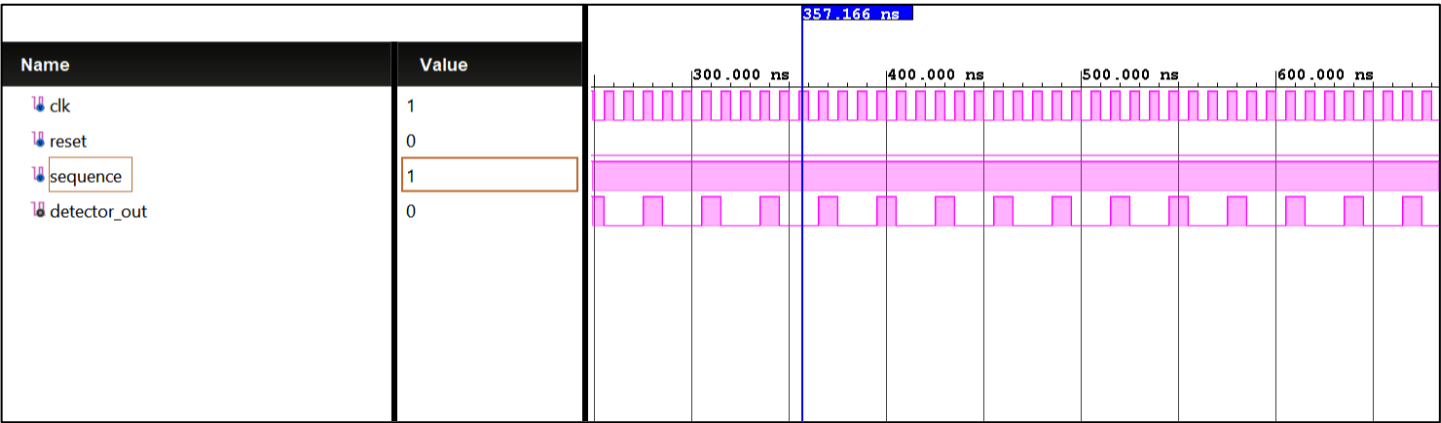 357.166 ns
Name Value
300.000 ns 400.000 ns 500.000 ns 600.000 ns
clk 1
reset 0
sequence 1
detector_out 0